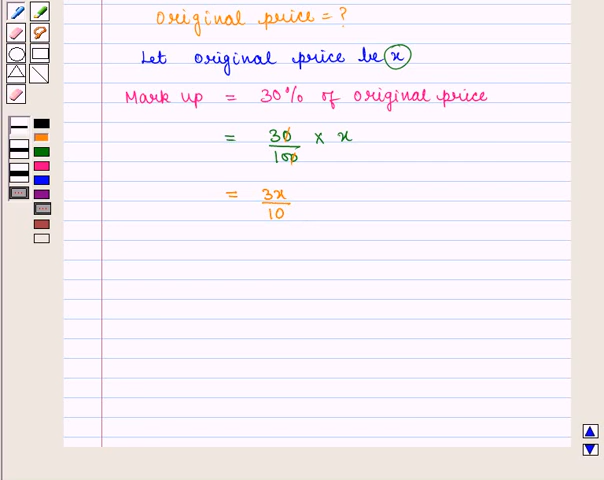 Original price = ?
Let original price be x
Mark up = 30% of original price
= 30/100 × x
= 3x/10